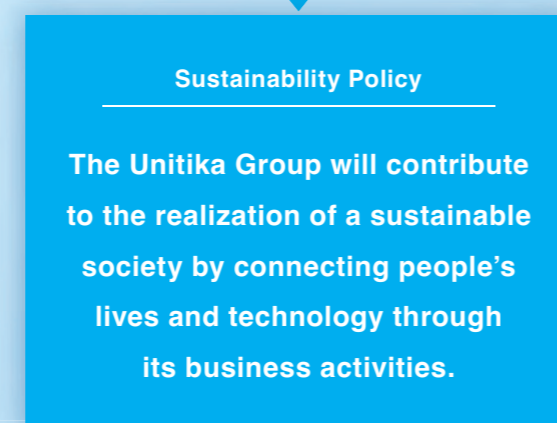 Sustainability Policy
The Unitika Group will contribute
to the realization of a sustainable
society by connecting people’s
lives and technology through
its business activities.